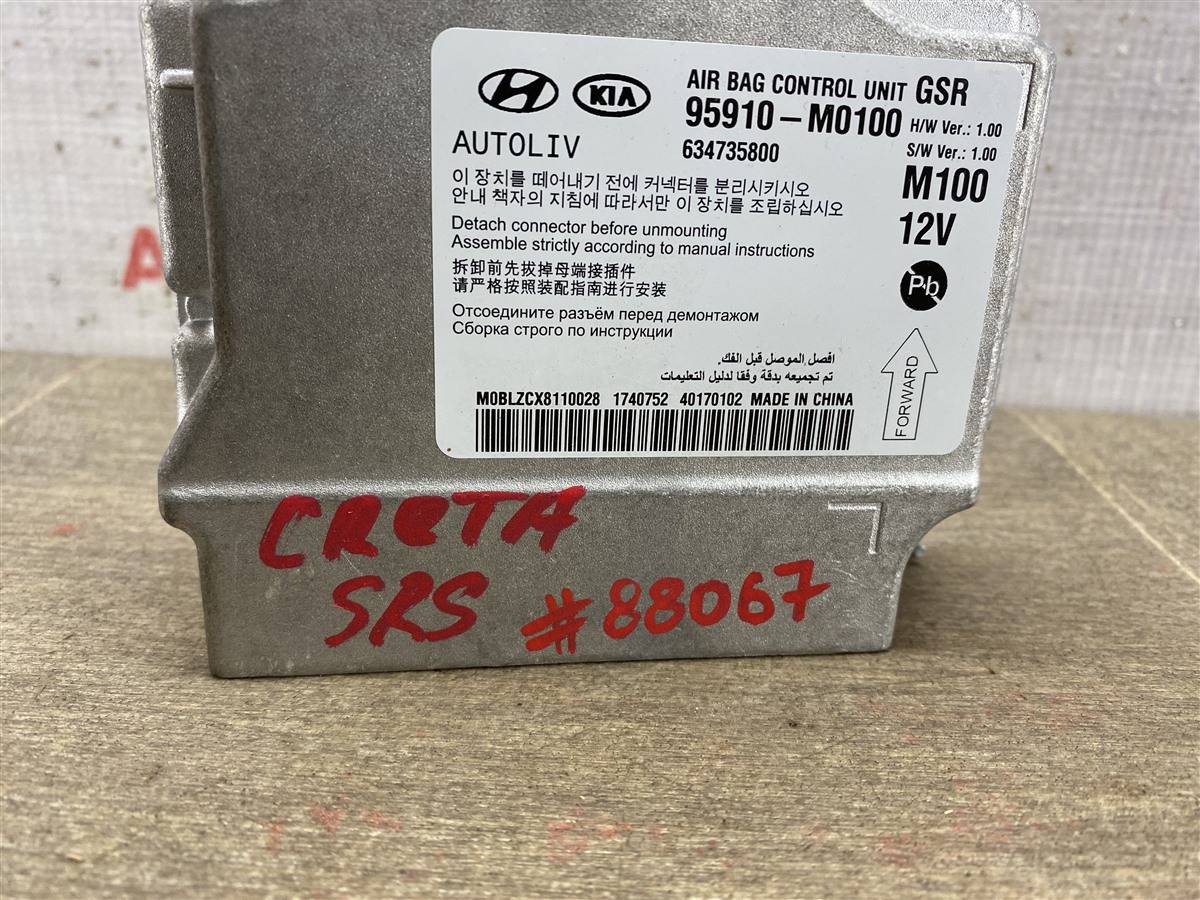 KIA
AIR BAG CONTROL UNIT GSR
95910-M0100 H/W Ver.: 1.00
AUTOLIV
634735800
S/W Ver.: 1.00
M100
12V
Pb
이 장치를 떼어내기 전에 커넥터를 분리시키시오
안내 책자의 지침에 따라서만 이 장치를 조립하십시오
Detach connector before unmounting
Assemble strictly according to manual instructions
拆卸前先拔掉母端接插件
请严格按照装配指南进行安装
Отсоедините разъём перед демонтажом
Сборка строго по инструкции
افصل الموصل قبل الفك.
تم تجميعه بدقة وفقا لدليل التعليمات
FORWARD
M0BLZCX8110028 1740752 40170102 MADE IN CHINA
CRETA
SRS #88067
A